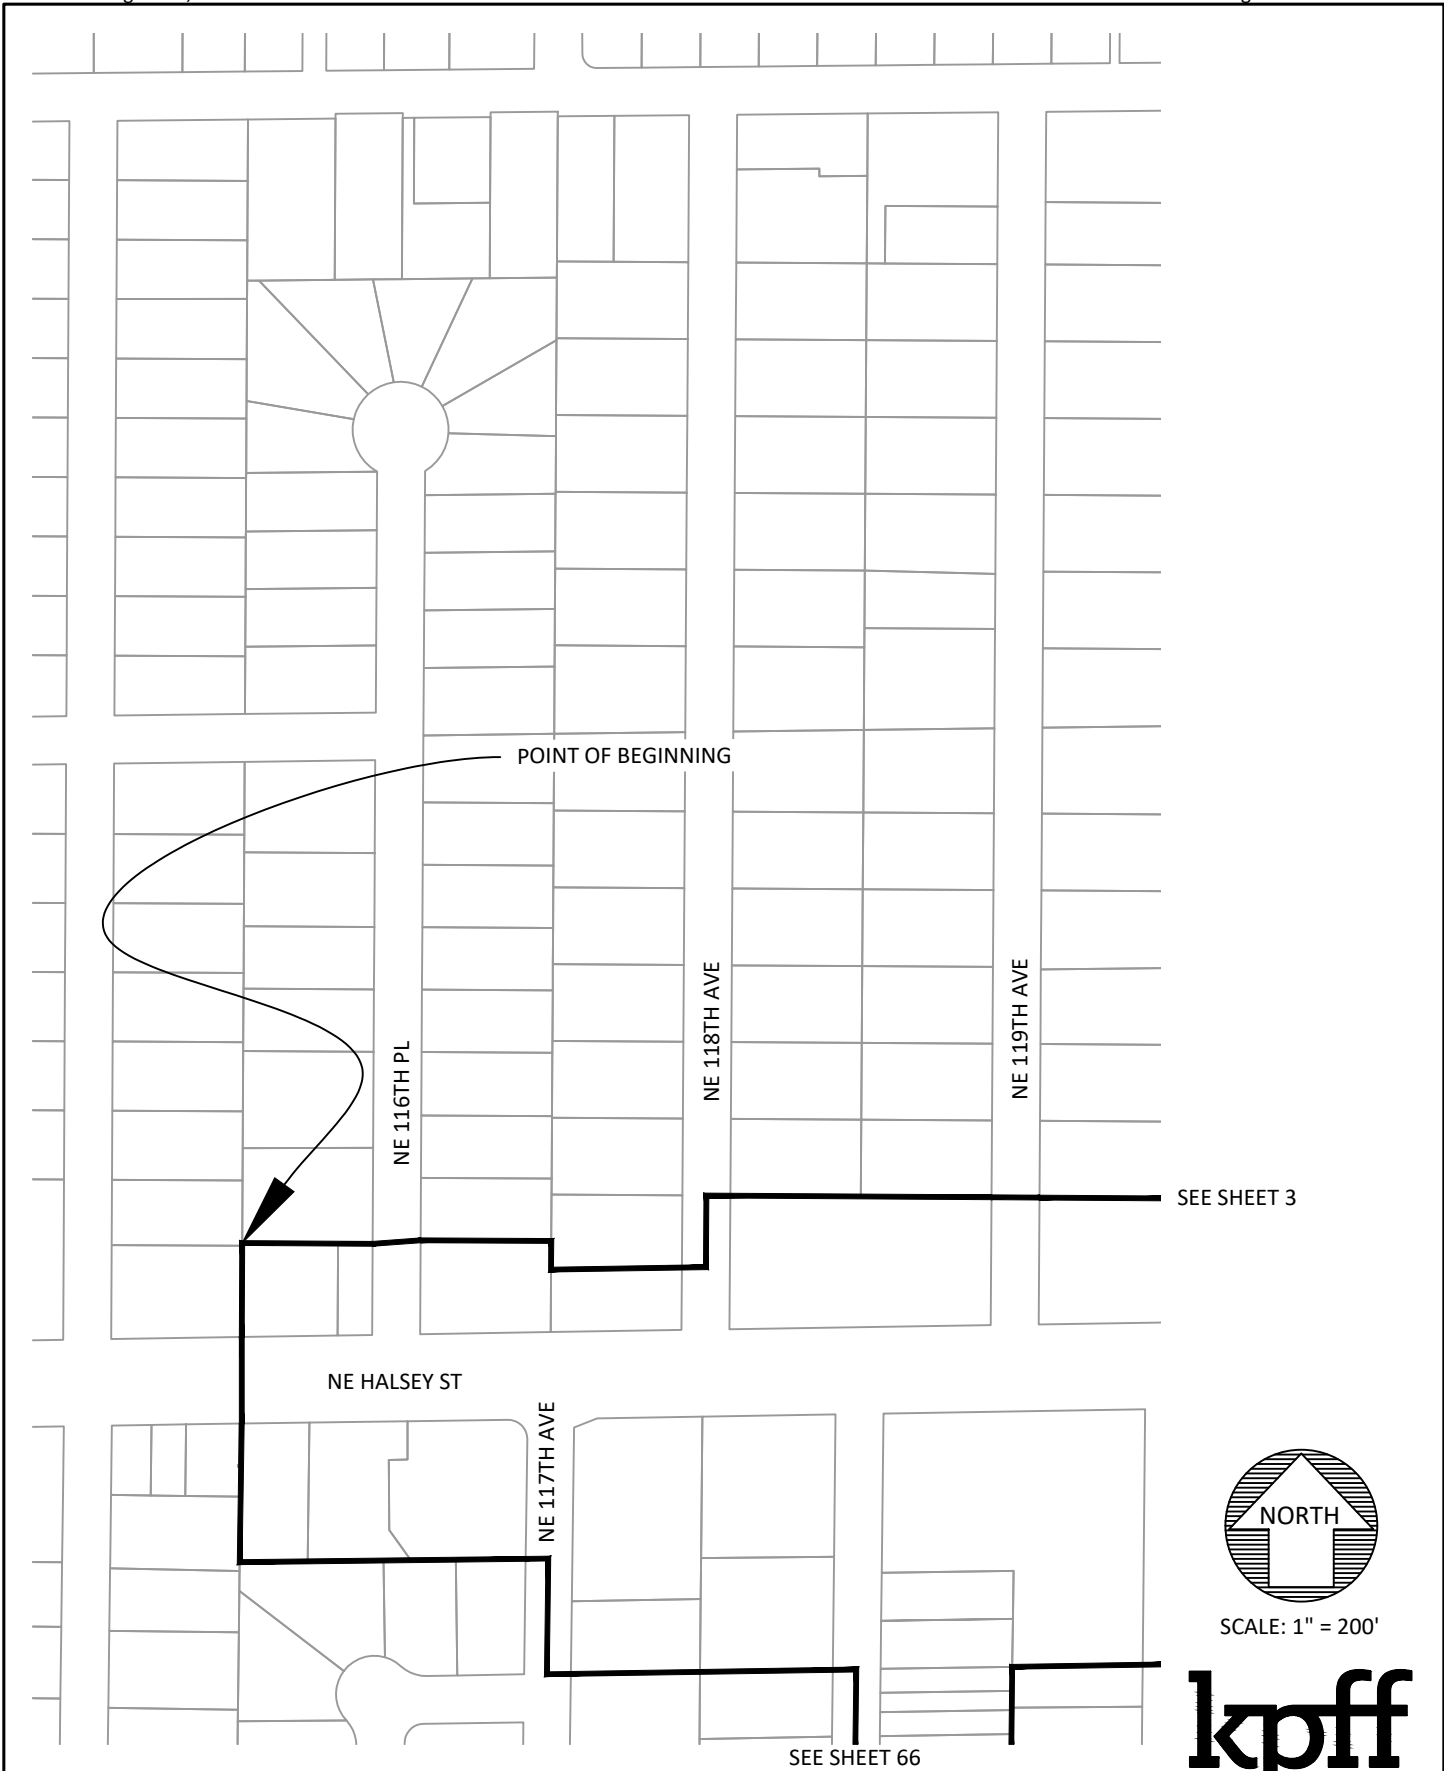 POINT OF BEGINNING
NE 116TH PL
NE 118TH AVE
NE 119TH AVE
SEE SHEET 3
NE HALSEY ST
NE 117TH AVE
NORTH
SCALE: 1" = 200'
kpff
SEE SHEET 66